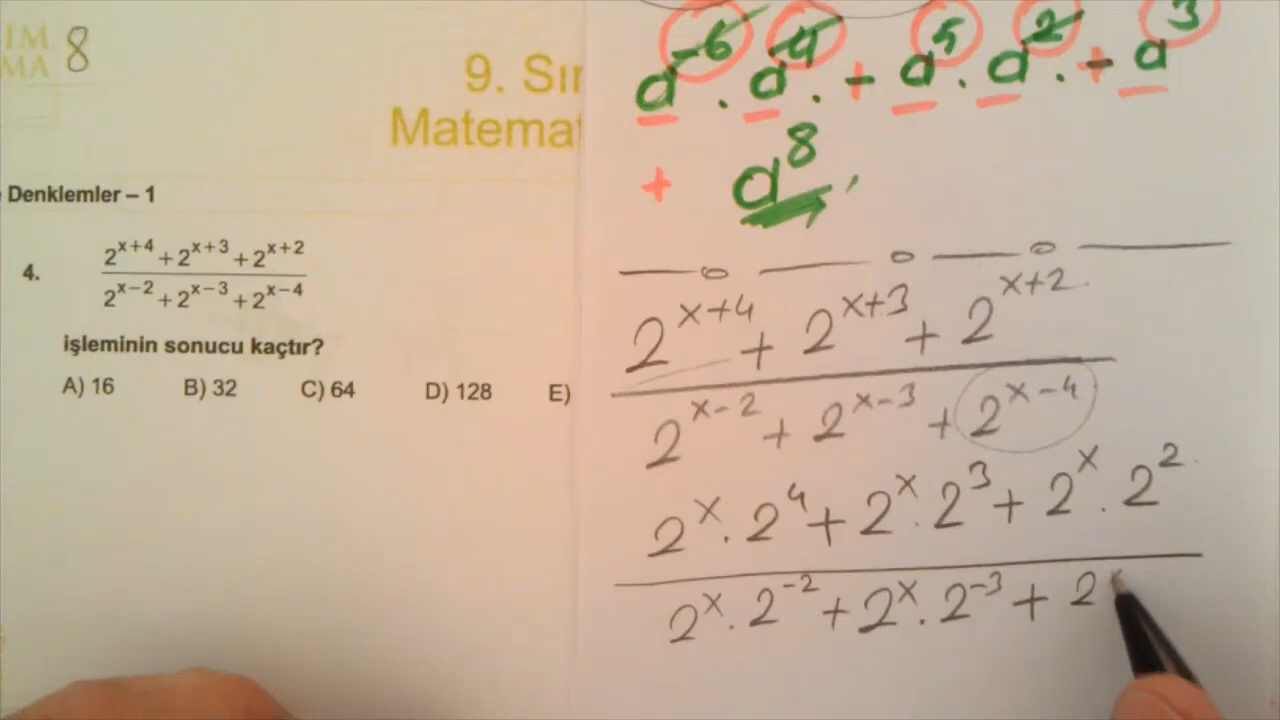 IM
MA 8
9. Sın
Matemat
Denklemler – 1
4. (2^(x+4) + 2^(x+3) + 2^(x+2)) / (2^(x–2) + 2^(x–3) + 2^(x–4))
işleminin sonucu kaçtır?
A) 16 B) 32 C) 64 D) 128 E)
a^-6 . a^4 . + a^5 . a^2 . + a^3
+ a^8
2^(x+4) + 2^(x+3) + 2^(x+2)
2^(x-2) + 2^(x-3) + 2^(x-4)
2^x . 2^4 + 2^x . 2^3 + 2^x . 2^2
2^x . 2^-2 + 2^x . 2^-3 + 2